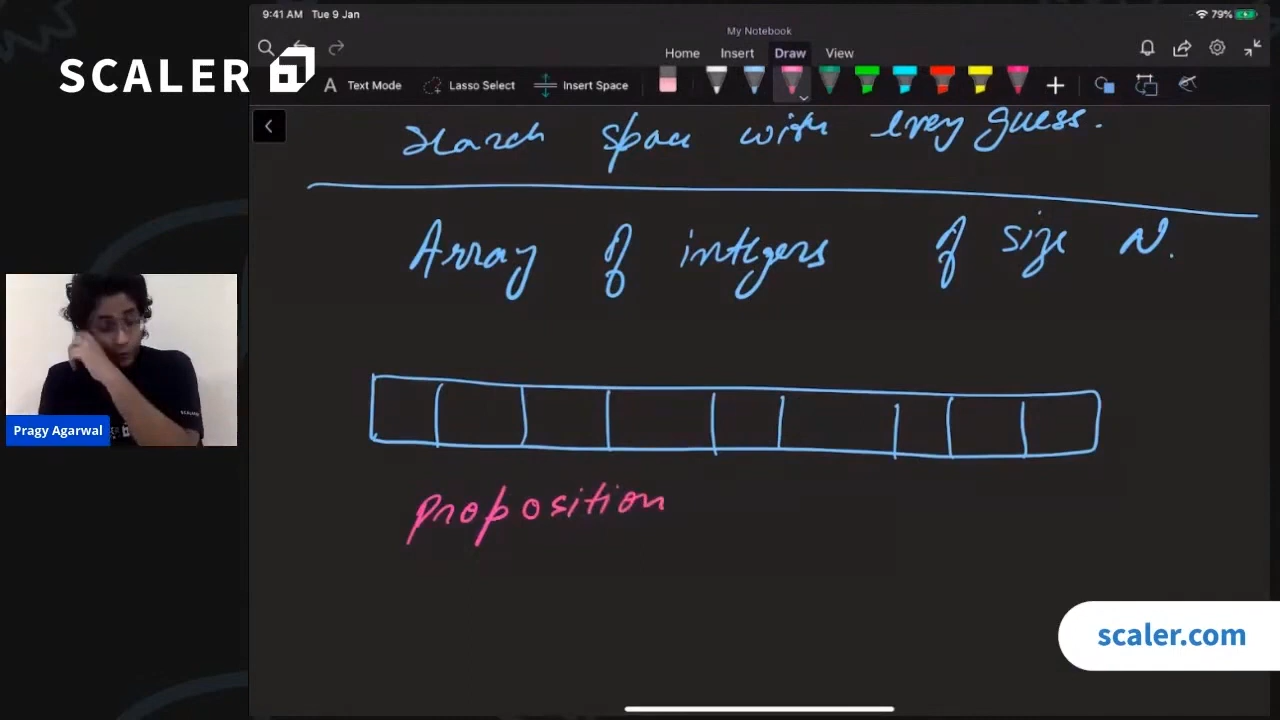 9:41 AM Tue 9 Jan
79%
My Notebook
Home Insert Draw View
A Text Mode Lasso Select Insert Space
SCALER
search space with every guess.
Array of integers of size N.
proposition
Pragy Agarwal
scaler.com